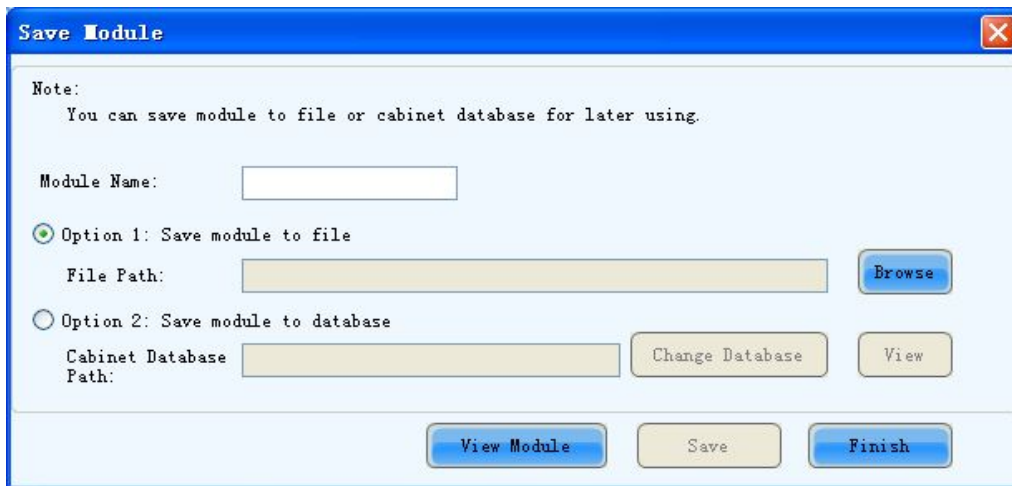 Save Module
Note:
You can save module to file or cabinet database for later using.
Module Name:
Option 1: Save module to file
File Path:
Browse
Option 2: Save module to database
Cabinet Database
Path:
Change Database
View
View Module
Save
Finish